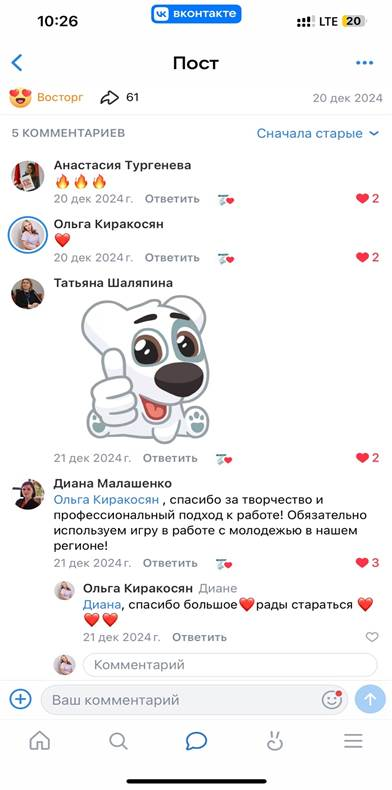 10:26
вконтакте
LTE 20
Пост
Восторг 61 20 дек 2024
5 КОММЕНТАРИЕВ Сначала старые
Анастасия Тургенева
🔥🔥🔥
20 дек 2024 г. Ответить 2
Ольга Киракосян
❤️
20 дек 2024 г. Ответить 2
Татьяна Шаляпина
21 дек 2024 г. Ответить 2
Диана Малашенко
Ольга Киракосян , спасибо за творчество и
профессиональный подход к работе! Обязательно
используем игру в работе с молодежью в нашем
регионе!
21 дек 2024 г. Ответить 3
Ольга Киракосян Диане
Диана, спасибо большое❤️рады стараться ❤️
❤️❤️
21 дек 2024 г. Ответить
Комментарий
Ваш комментарий